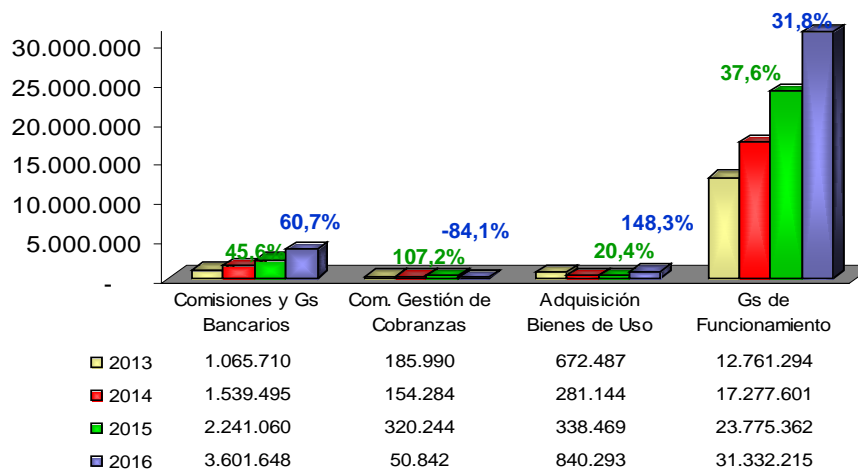 31,8%
30.000.000
37,6%
25.000.000
20.000.000
15.000.000
10.000.000
60,7%
-84,1%
148,3%
5.000.000
45,6%
107,2%
20,4%
-
Comisiones y Gs Bancarios
Com. Gestión de Cobranzas
Adquisición Bienes de Uso
Gs de Funcionamiento
2013 1.065.710 185.990 672.487 12.761.294
2014 1.539.495 154.284 281.144 17.277.601
2015 2.241.060 320.244 338.469 23.775.362
2016 3.601.648 50.842 840.293 31.332.215